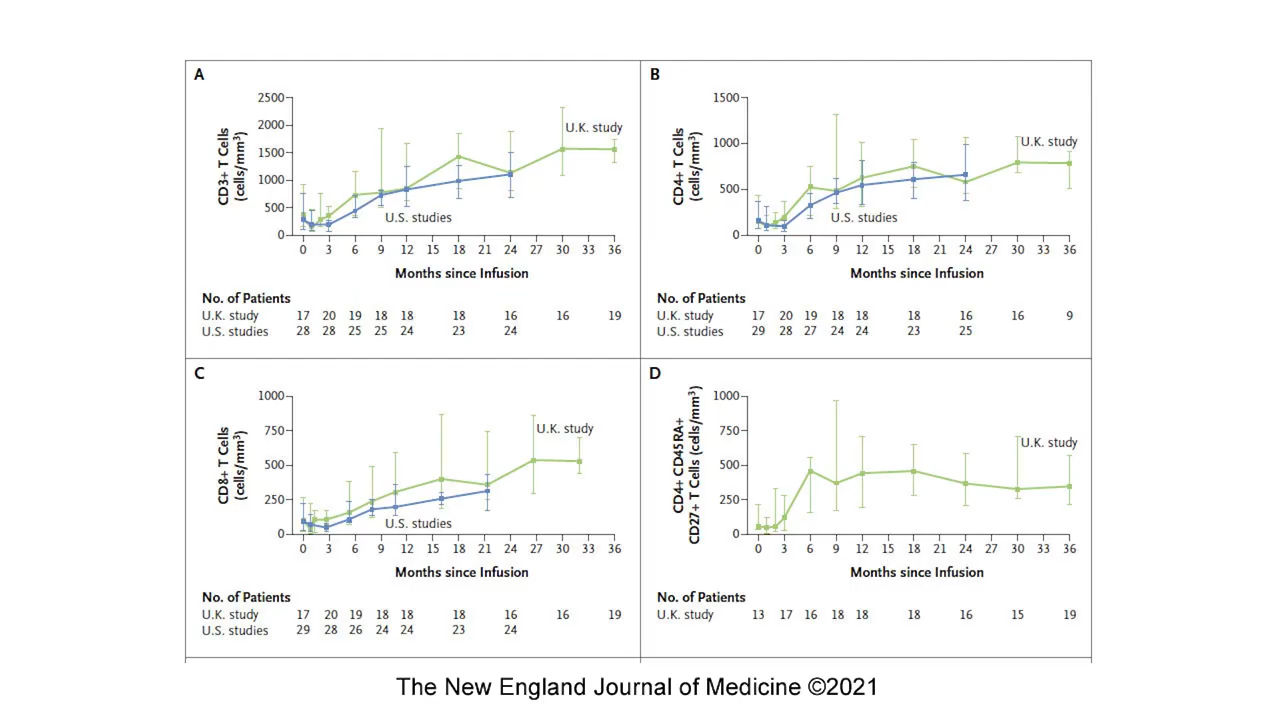 A
2500
2000
1500
1000
500
0
CD3+ T Cells
(cells/mm³)
U.K. study
U.S. studies
0 3 6 9 12 15 18 21 24 27 30 33 36
Months since Infusion
No. of Patients
U.K. study 17 20 19 18 18 18 16 16 19
U.S. studies 28 28 25 25 24 23 24
B
1500
1000
500
0
CD4+ T Cells
(cells/mm³)
U.K. study
U.S. studies
0 3 6 9 12 15 18 21 24 27 30 33 36
Months since Infusion
No. of Patients
U.K. study 17 20 19 18 18 18 16 16 9
U.S. studies 29 28 27 24 24 23 25
C
1000
750
500
250
0
CD8+ T Cells
(cells/mm³)
U.K. study
U.S. studies
0 3 6 9 12 15 18 21 24 27 30 33 36
Months since Infusion
No. of Patients
U.K. study 17 20 19 18 18 18 16 16 19
U.S. studies 29 28 26 24 24 23 24
D
1000
750
500
250
0
CD4+ CD45RA+
CD27+ T Cells (cells/mm³)
U.K. study
0 3 6 9 12 15 18 21 24 27 30 33 36
Months since Infusion
No. of Patients
U.K. study 13 17 16 18 18 18 16 15 19
The New England Journal of Medicine ©2021